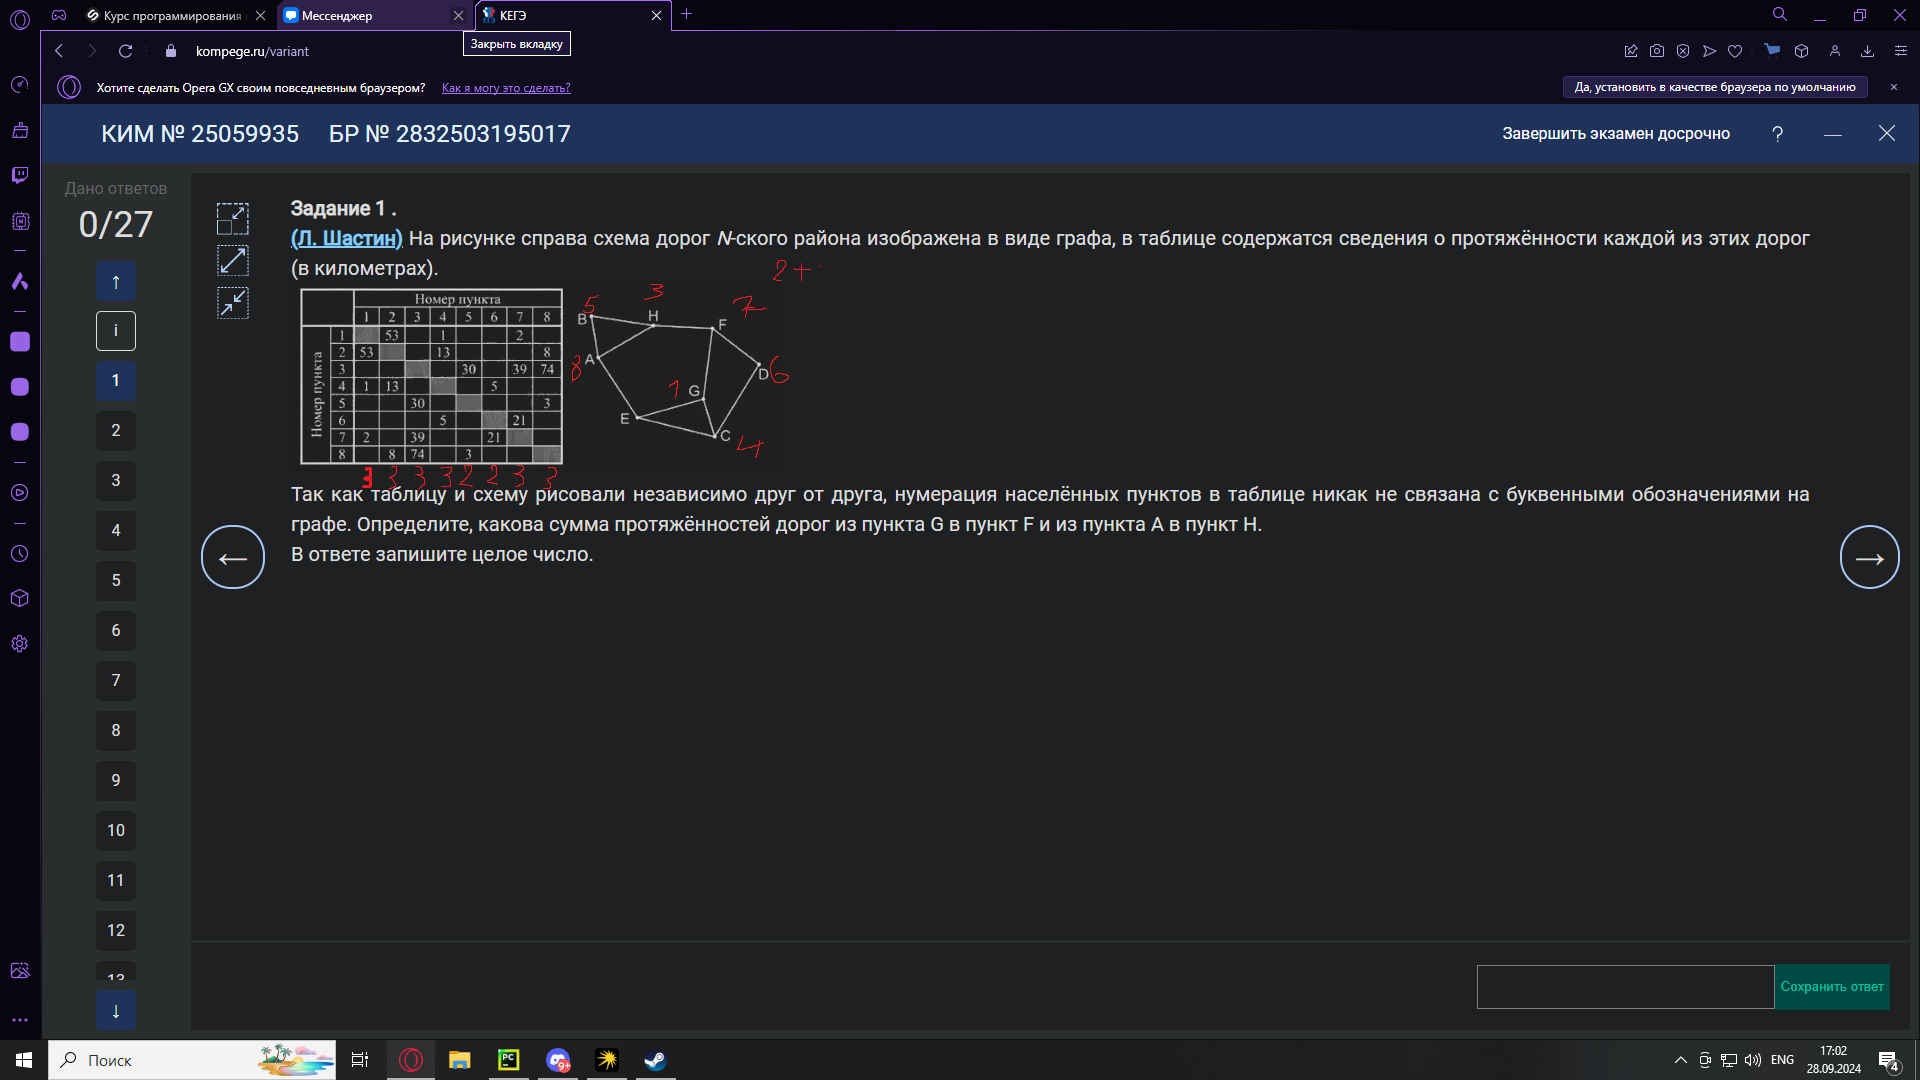 Курс программирования
Мессенджер
КЕГЭ
Закрыть вкладку
kompege.ru/variant
Хотите сделать Opera GX своим повседневным браузером? Как я могу это сделать?
Да, установить в качестве браузера по умолчанию
КИМ № 25059935 БР № 2832503195017
Завершить экзамен досрочно ?
Дано ответов
0/27
i
1
2
3
4
5
6
7
8
9
10
11
12
13
Задание 1 .
(Л. Шастин) На рисунке справа схема дорог N-ского района изображена в виде графа, в таблице содержатся сведения о протяжённости каждой из этих дорог
(в километрах).
2+
Номер пункта
1 2 3 4 5 6 7 8
Номер пункта
1 53 1 2
2 53 13 8
3 30 39 74
4 1 13 5
5 30 3
6 5 21
7 2 39 21
8 8 74 3
3 3 3 3 2 2 3 3
5 3 7
B H F
8 A
D 6
1 G
E
C 4
Так как таблицу и схему рисовали независимо друг от друга, нумерация населённых пунктов в таблице никак не связана с буквенными обозначениями на
графе. Определите, какова сумма протяжённостей дорог из пункта G в пункт F и из пункта A в пункт H.
В ответе запишите целое число.
Сохранить ответ
Поиск
PC
9+
ENG
17:02
28.09.2024
4